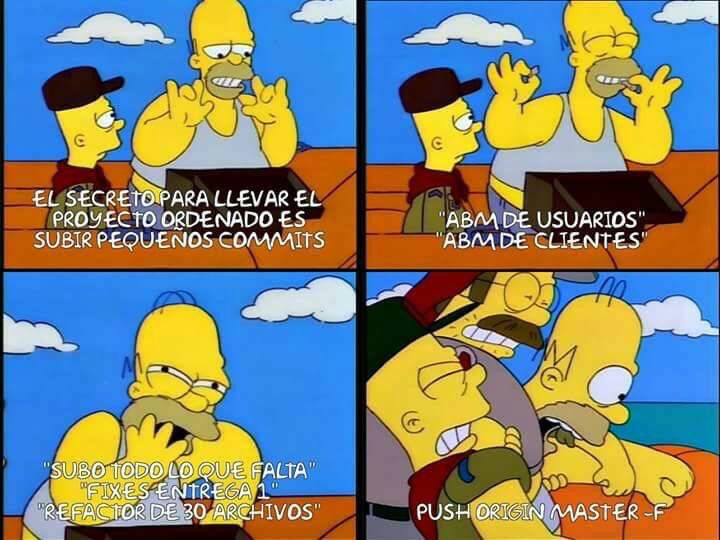 EL SECRETO PARA LLEVAR EL
PROYECTO ORDENADO ES
SUBIR PEQUEÑOS COMMITS
"ABM DE USUARIOS"
"ABM DE CLIENTES"
"SUBO TODO LO QUE FALTA"
"FIXES ENTREGA 1"
"REFACTOR DE 30 ARCHIVOS"
PUSH ORIGIN MASTER -F